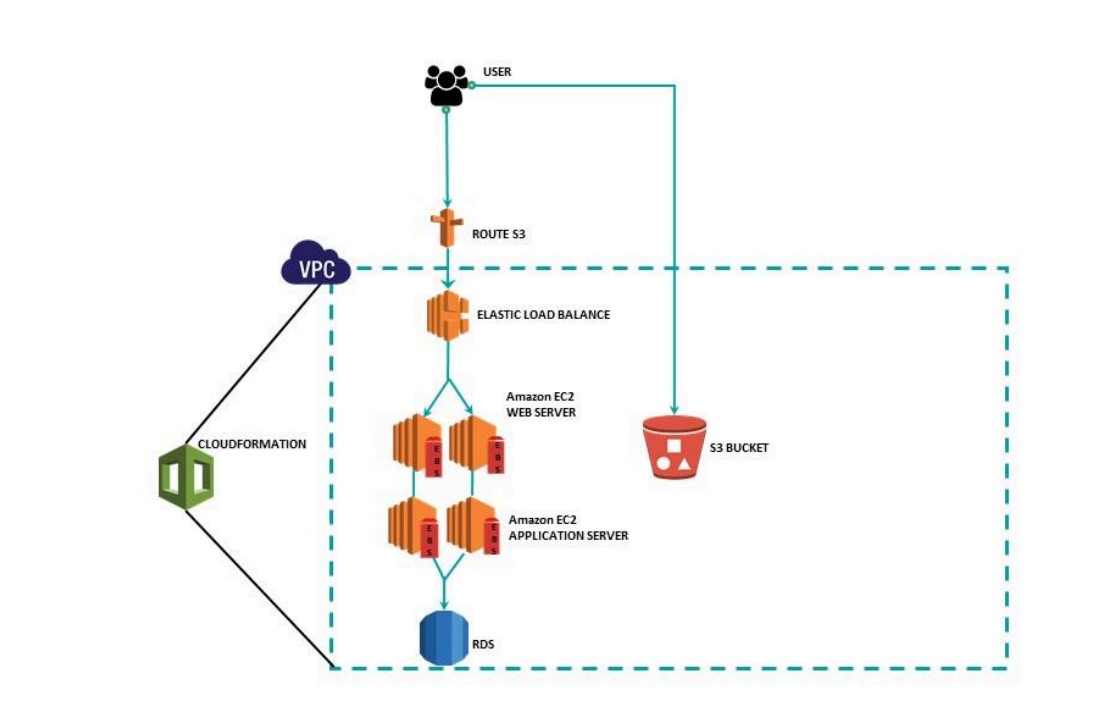 USER
ROUTE S3
VPC
ELASTIC LOAD BALANCE
Amazon EC2
WEB SERVER
CLOUDFORMATION
S3 BUCKET
E
B
S
E
B
S
Amazon EC2
APPLICATION SERVER
E
B
S
E
B
S
RDS